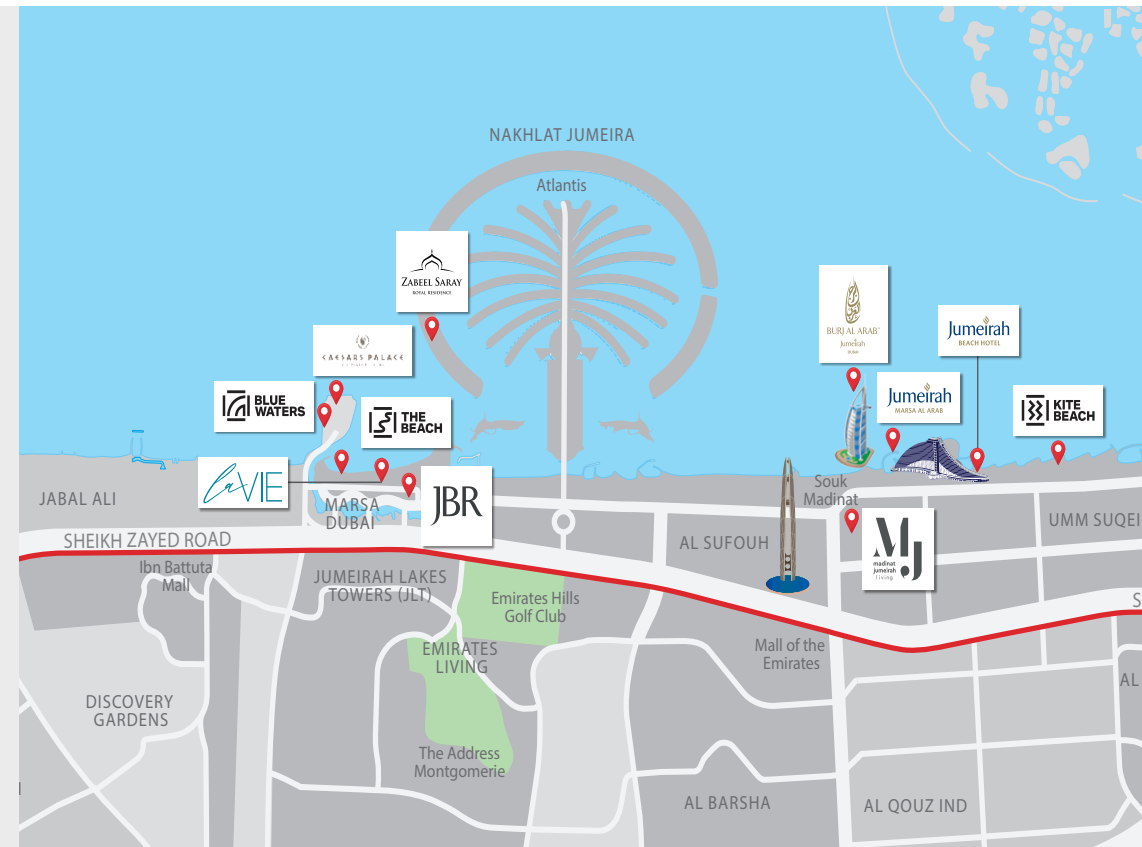 NAKHLAT JUMEIRA
Atlantis
ZABEEL SARAY
ROYAL RESIDENCE
CAESARS PALACE
BLUE
WATERS
THE
BEACH
laVIE
JBR
BURJ AL ARAB
Jumeirah
DUBAI
Jumeirah
BEACH HOTEL
Jumeirah
MARSA AL ARAB
KITE
BEACH
JABAL ALI
MARSA
DUBAI
Souk
Madinat
UMM SUQEI
SHEIKH ZAYED ROAD
AL SUFOUH
MJ
madinat
jumeirah
living
Ibn Battuta
Mall
JUMEIRAH LAKES
TOWERS (JLT)
Emirates Hills
Golf Club
S
EMIRATES
LIVING
Mall of the
Emirates
AL
DISCOVERY
GARDENS
The Address
Montgomerie
AL BARSHA
AL QOUZ IND